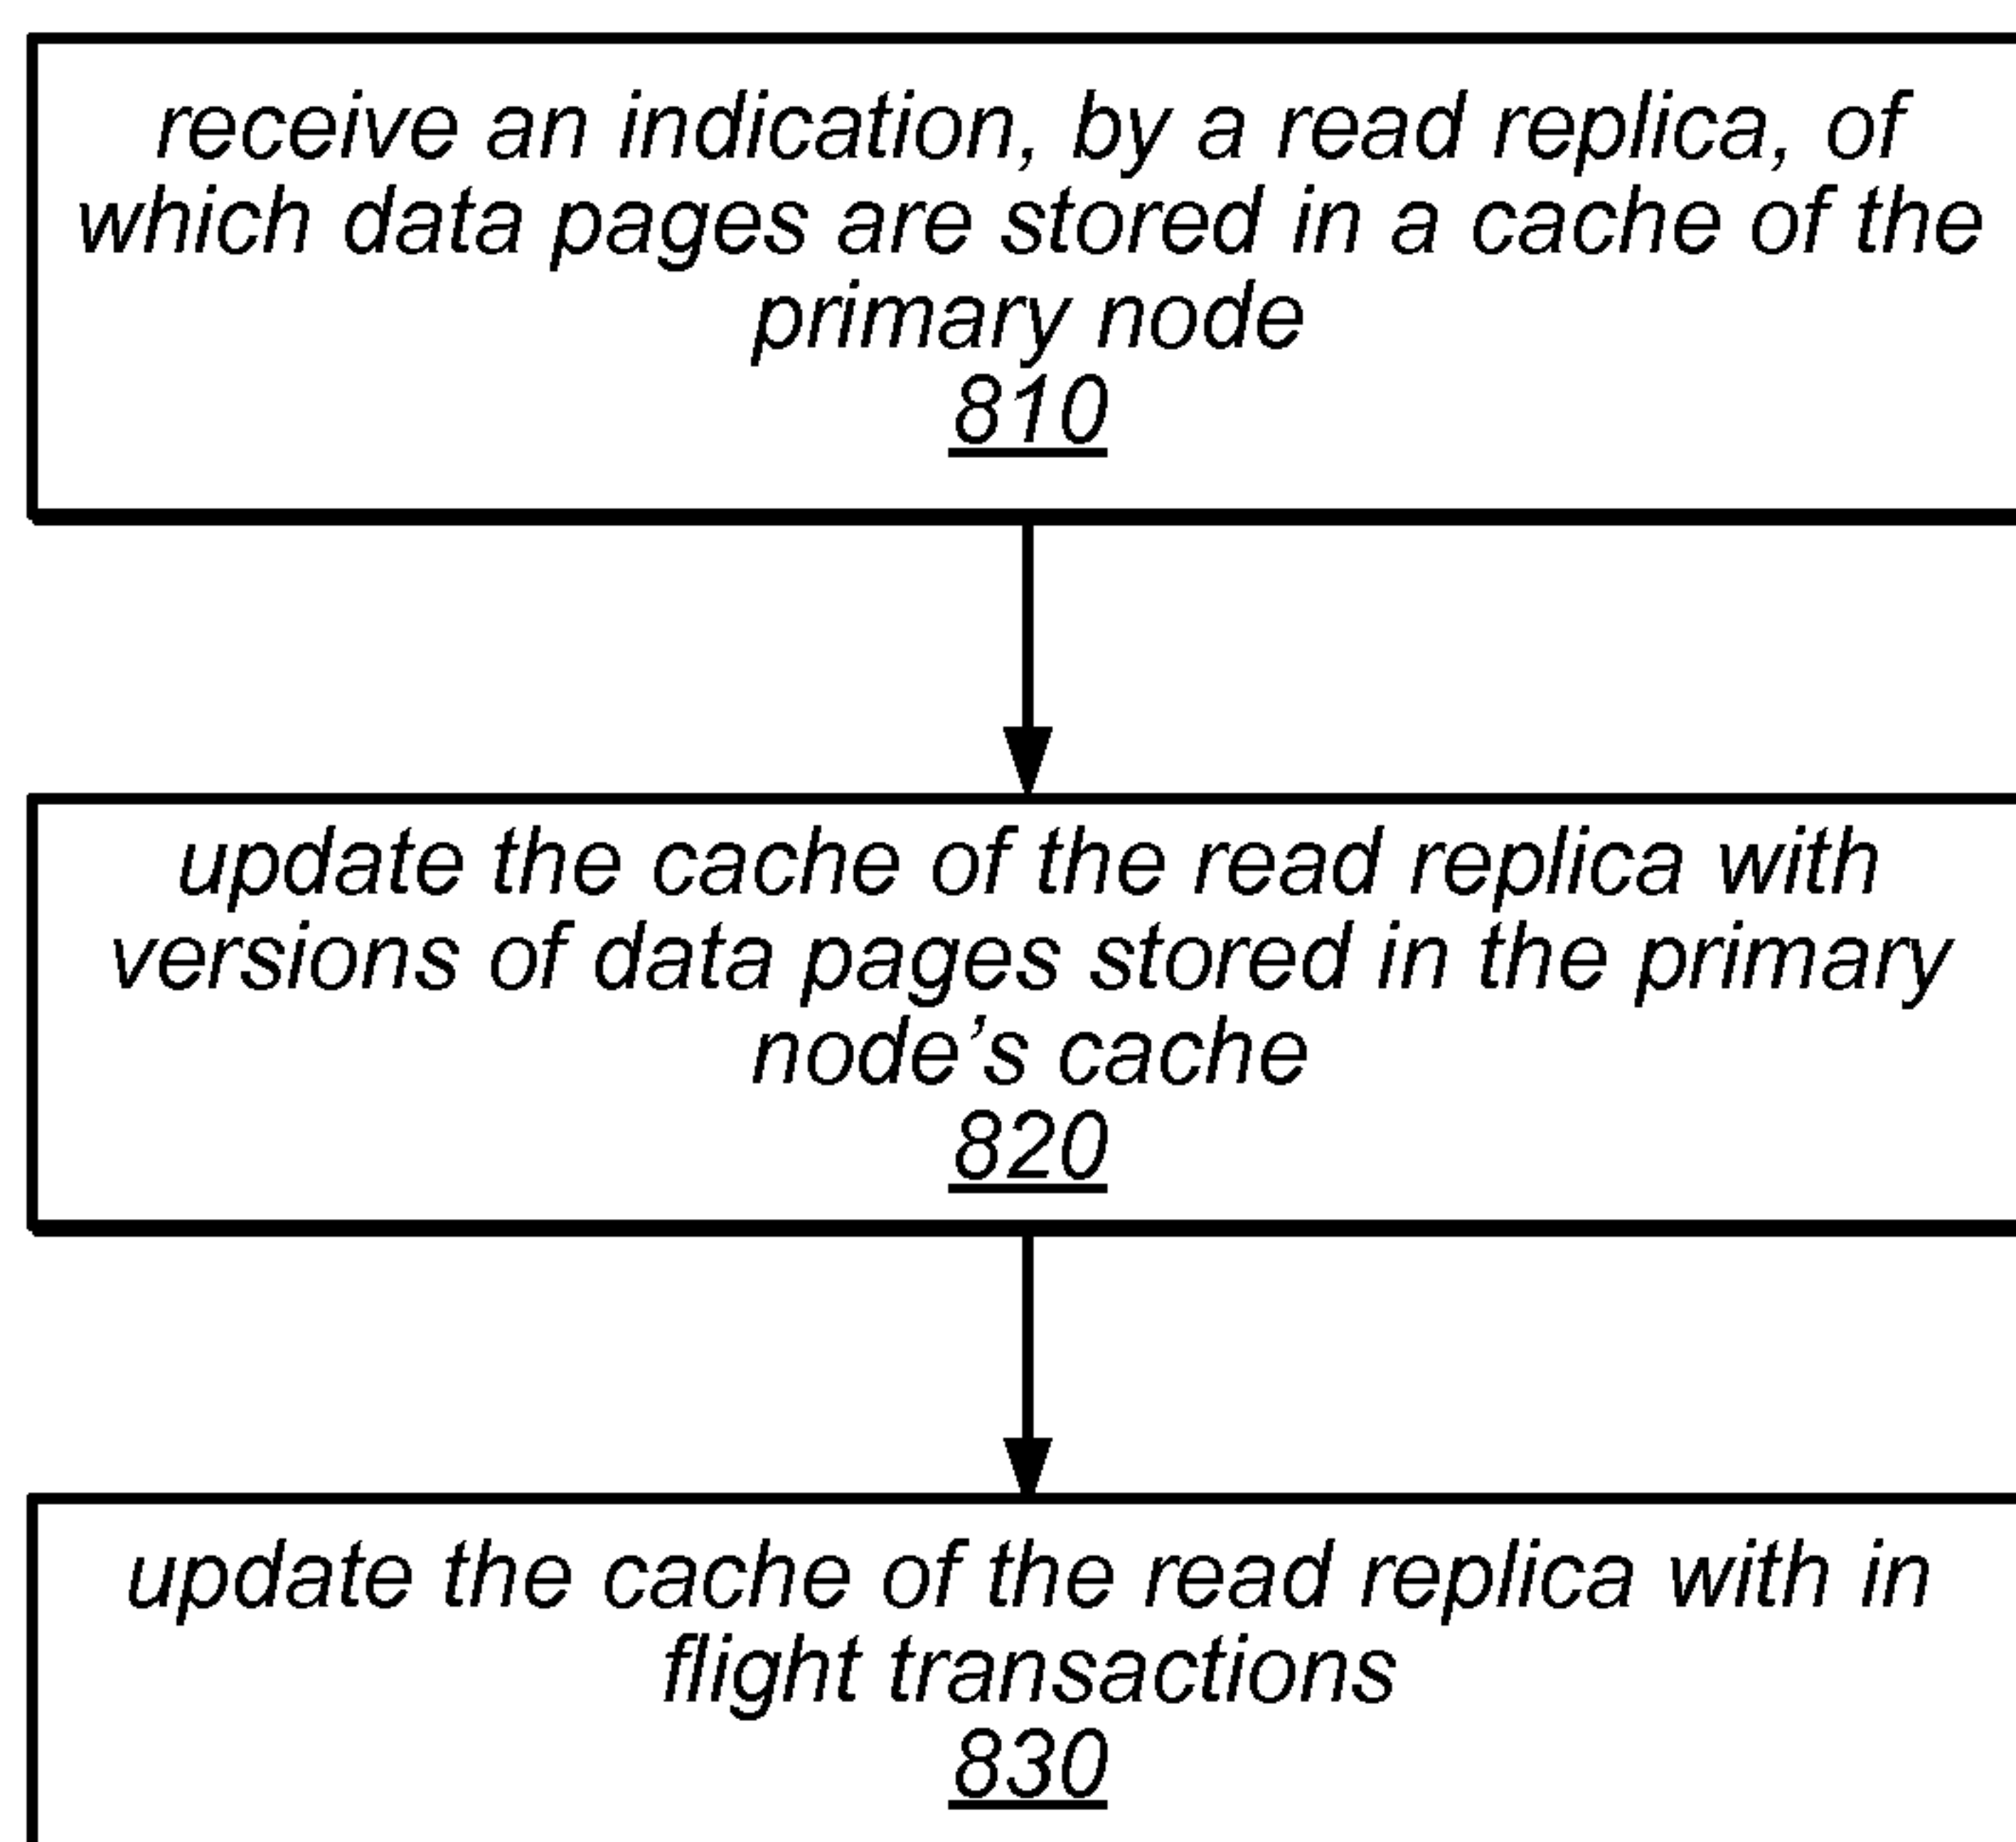 receive an indication, by a read replica, of
which data pages are stored in a cache of the
primary node
810
update the cache of the read replica with
versions of data pages stored in the primary
node's cache
820
update the cache of the read replica with in
flight transactions
830